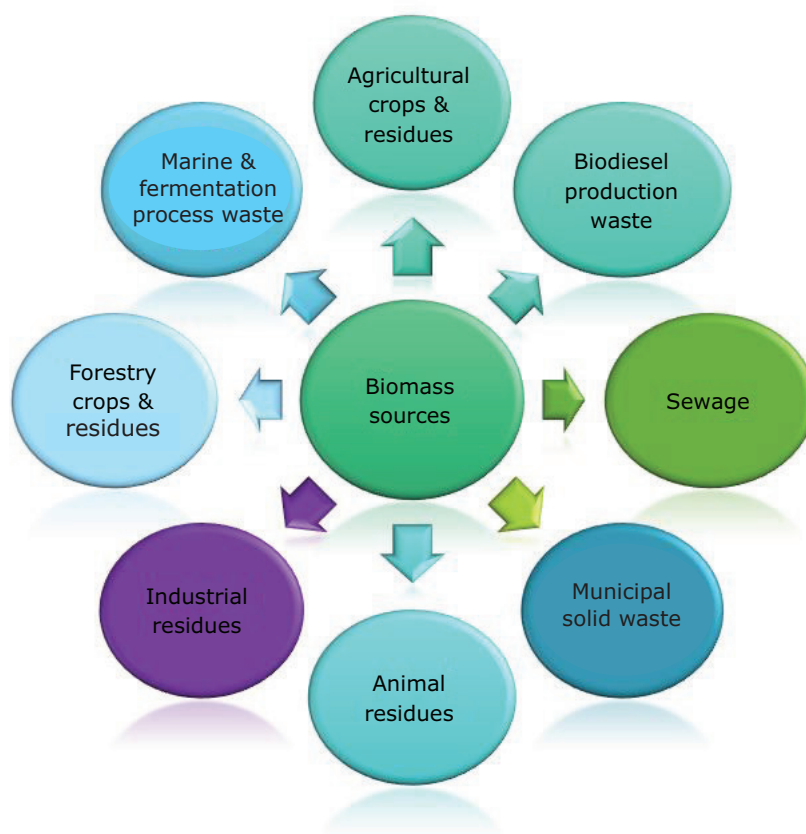 Agricultural
crops &
residues
Biodiesel
production
waste
Marine &
fermentation
process waste
Forestry
crops &
residues
Biomass
sources
Sewage
Industrial
residues
Municipal
solid waste
Animal
residues